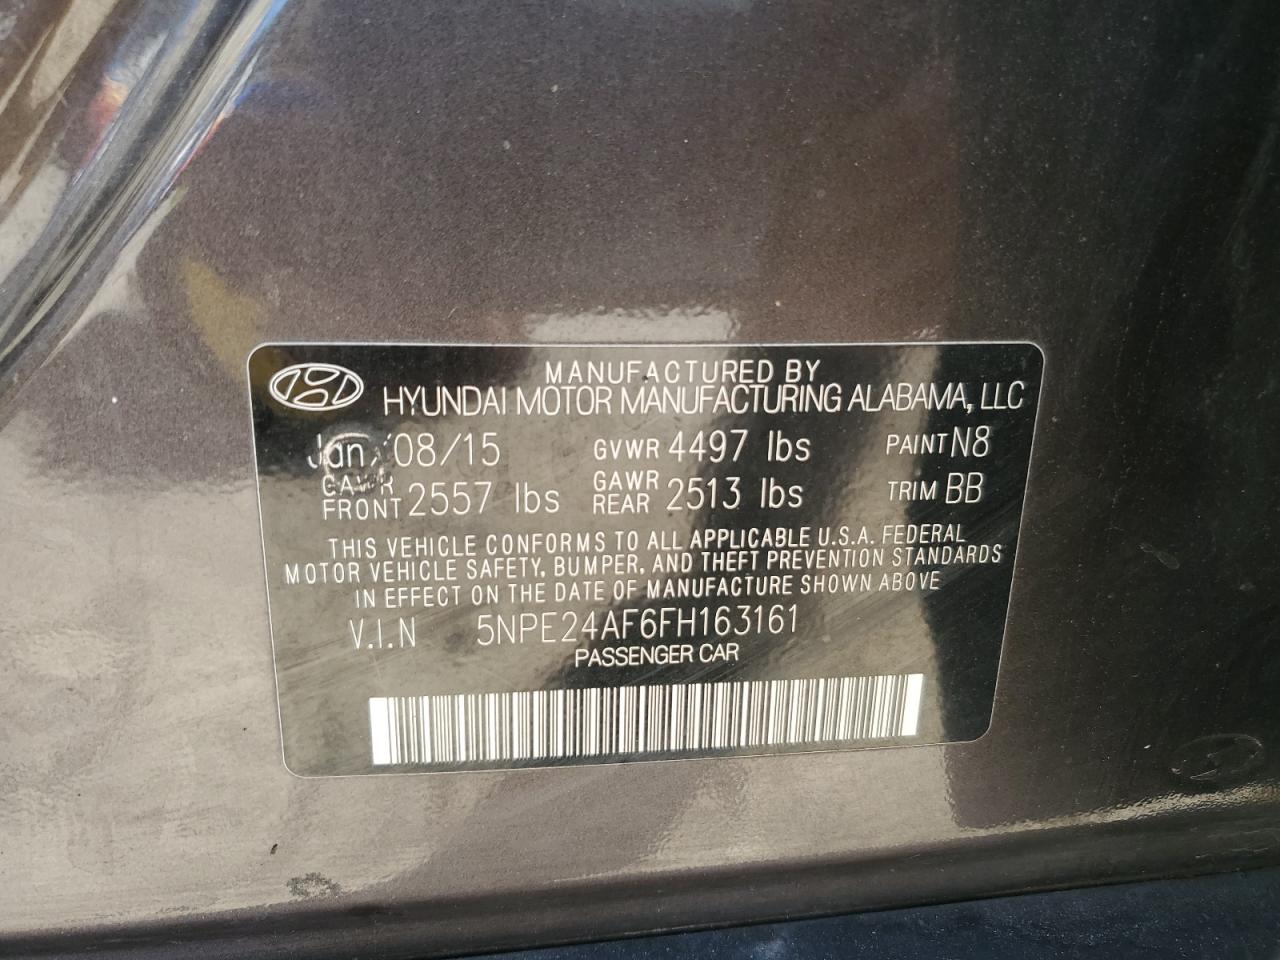 MANUFACTURED BY
HYUNDAI MOTOR MANUFACTURING ALABAMA, LLC
Jan/08/15 GVWR 4497 lbs PAINT N8
GAWR FRONT 2557 lbs GAWR REAR 2513 lbs TRIM BB
THIS VEHICLE CONFORMS TO ALL APPLICABLE U.S.A. FEDERAL
MOTOR VEHICLE SAFETY, BUMPER, AND THEFT PREVENTION STANDARDS
IN EFFECT ON THE DATE OF MANUFACTURE SHOWN ABOVE
V.I.N 5NPE24AF6FH163161
PASSENGER CAR